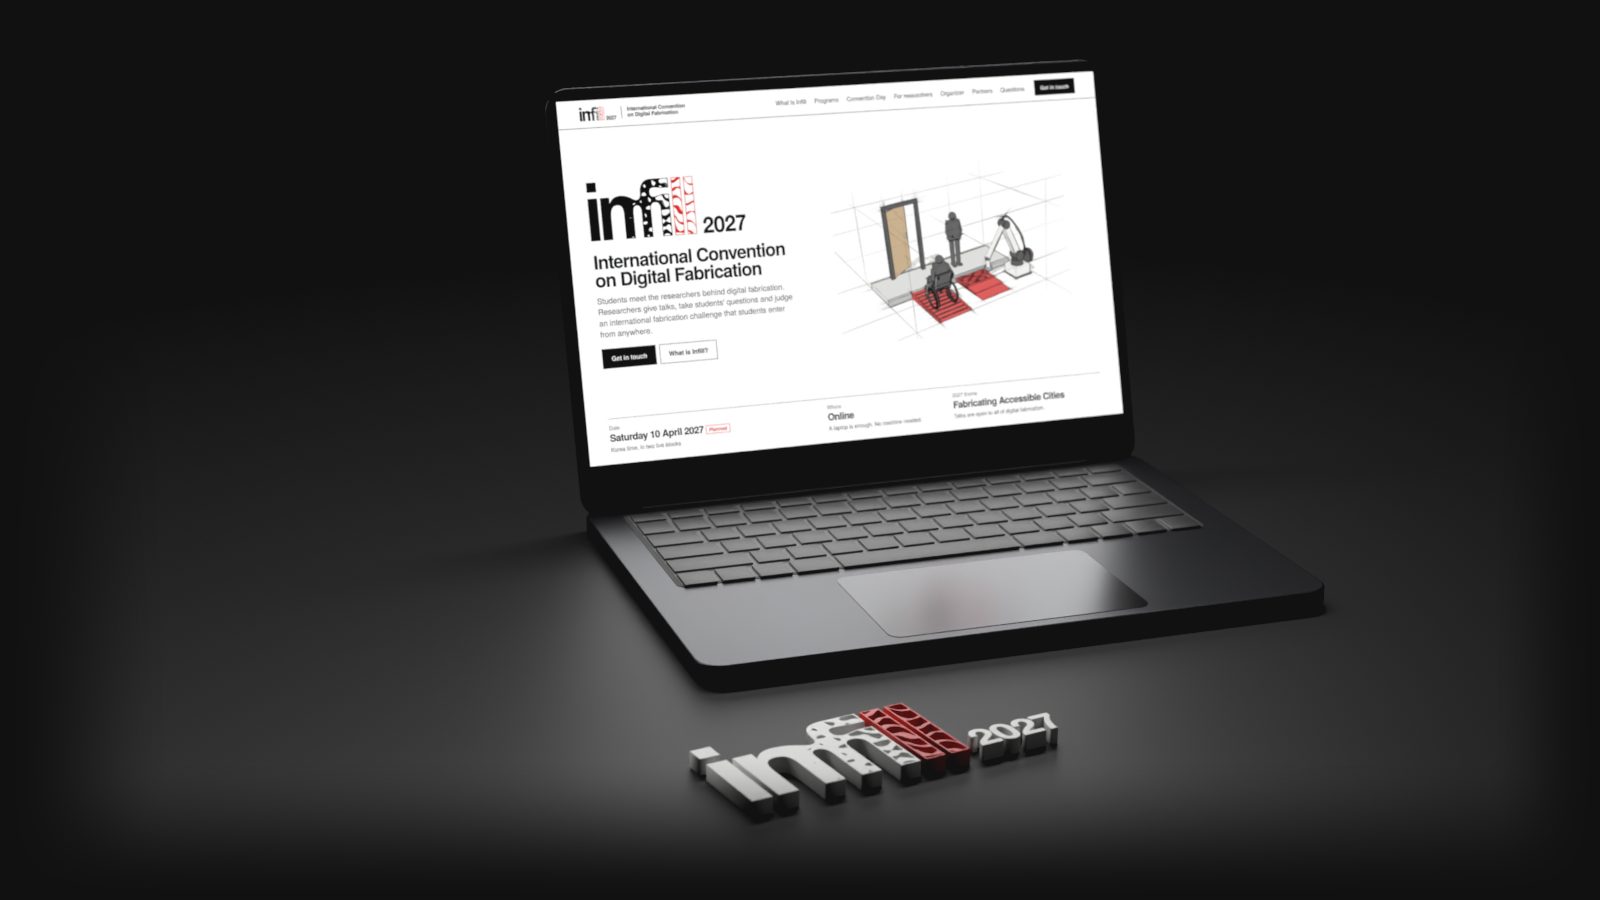 infill 2027
International Convention
on Digital Fabrication
What is Infill
Programs
Convention Day
For researchers
Organizer
Partners
Questions
Get in touch
infill 2027
International Convention
on Digital Fabrication
Students meet the researchers behind digital fabrication.
Researchers give talks, take students' questions and judge
an international fabrication challenge that students enter
from anywhere.
Get in touch
What is Infill?
Date
Saturday 10 April 2027 Planned
Korea time, in two live blocks
Where
Online
A laptop is enough. No machine needed.
2027 theme
Fabricating Accessible Cities
Talks are open to all of digital fabrication.
infill 2027